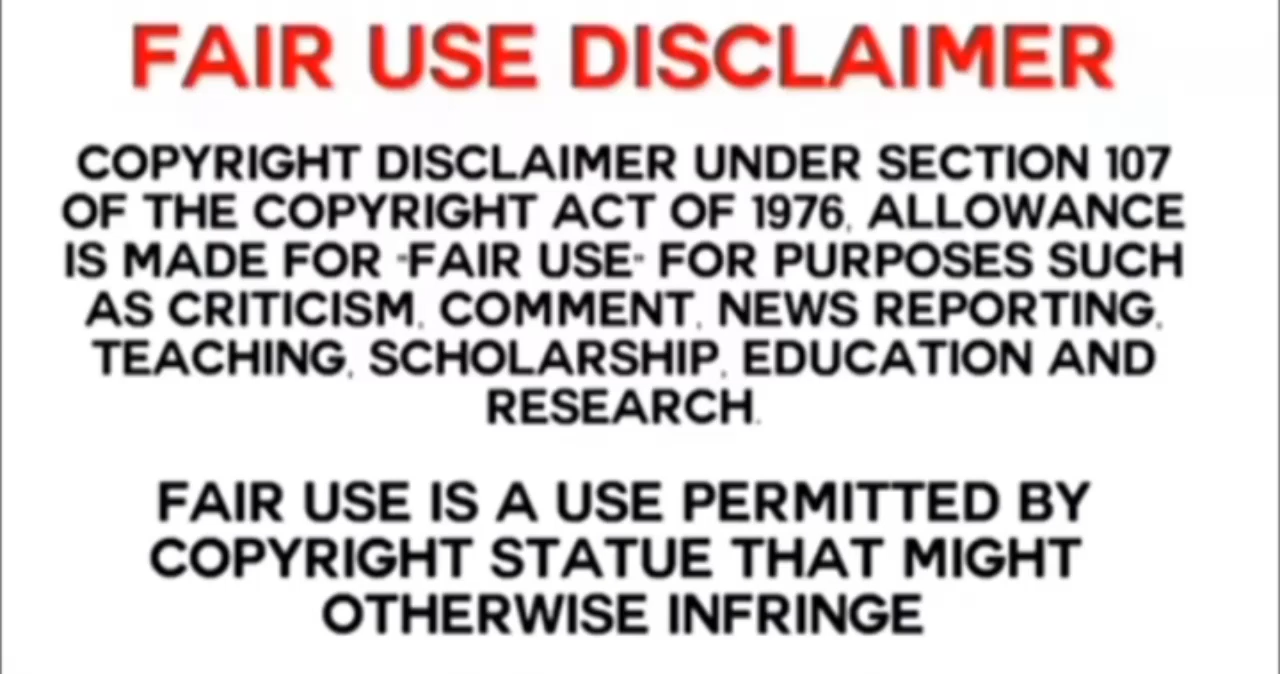 FAIR USE DISCLAIMER
COPYRIGHT DISCLAIMER UNDER SECTION 107
OF THE COPYRIGHT ACT OF 1976, ALLOWANCE
IS MADE FOR "FAIR USE" FOR PURPOSES SUCH
AS CRITICISM, COMMENT, NEWS REPORTING,
TEACHING, SCHOLARSHIP, EDUCATION AND
RESEARCH.
FAIR USE IS A USE PERMITTED BY
COPYRIGHT STATUE THAT MIGHT
OTHERWISE INFRINGE